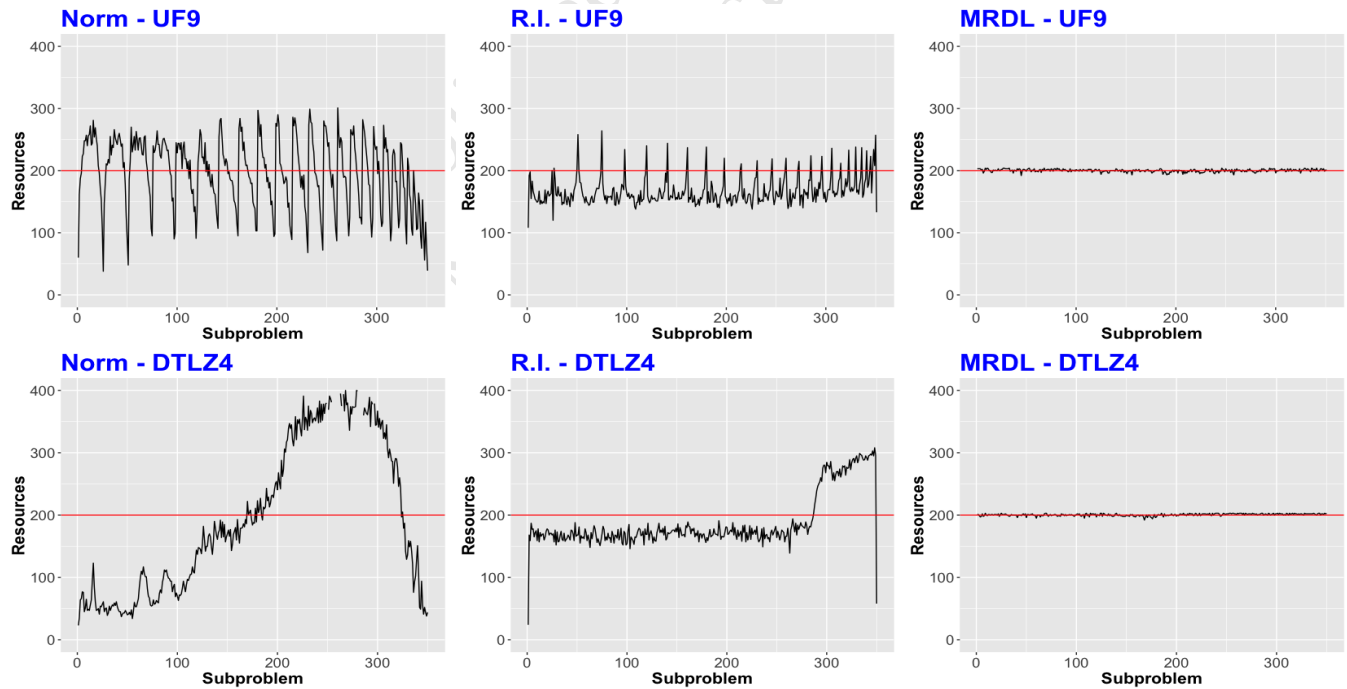 Norm - UF9
400
300
200
100
0
Resources
0 100 200 300
Subproblem
R.I. - UF9
400
300
200
100
0
Resources
0 100 200 300
Subproblem
MRDL - UF9
400
300
200
100
0
Resources
0 100 200 300
Subproblem
Norm - DTLZ4
400
300
200
100
0
Resources
0 100 200 300
Subproblem
R.I. - DTLZ4
400
300
200
100
0
Resources
0 100 200 300
Subproblem
MRDL - DTLZ4
400
300
200
100
0
Resources
0 100 200 300
Subproblem